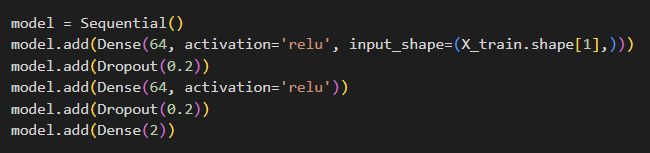 model = Sequential()
model.add(Dense(64, activation='relu', input_shape=(X_train.shape[1],)))
model.add(Dropout(0.2))
model.add(Dense(64, activation='relu'))
model.add(Dropout(0.2))
model.add(Dense(2))